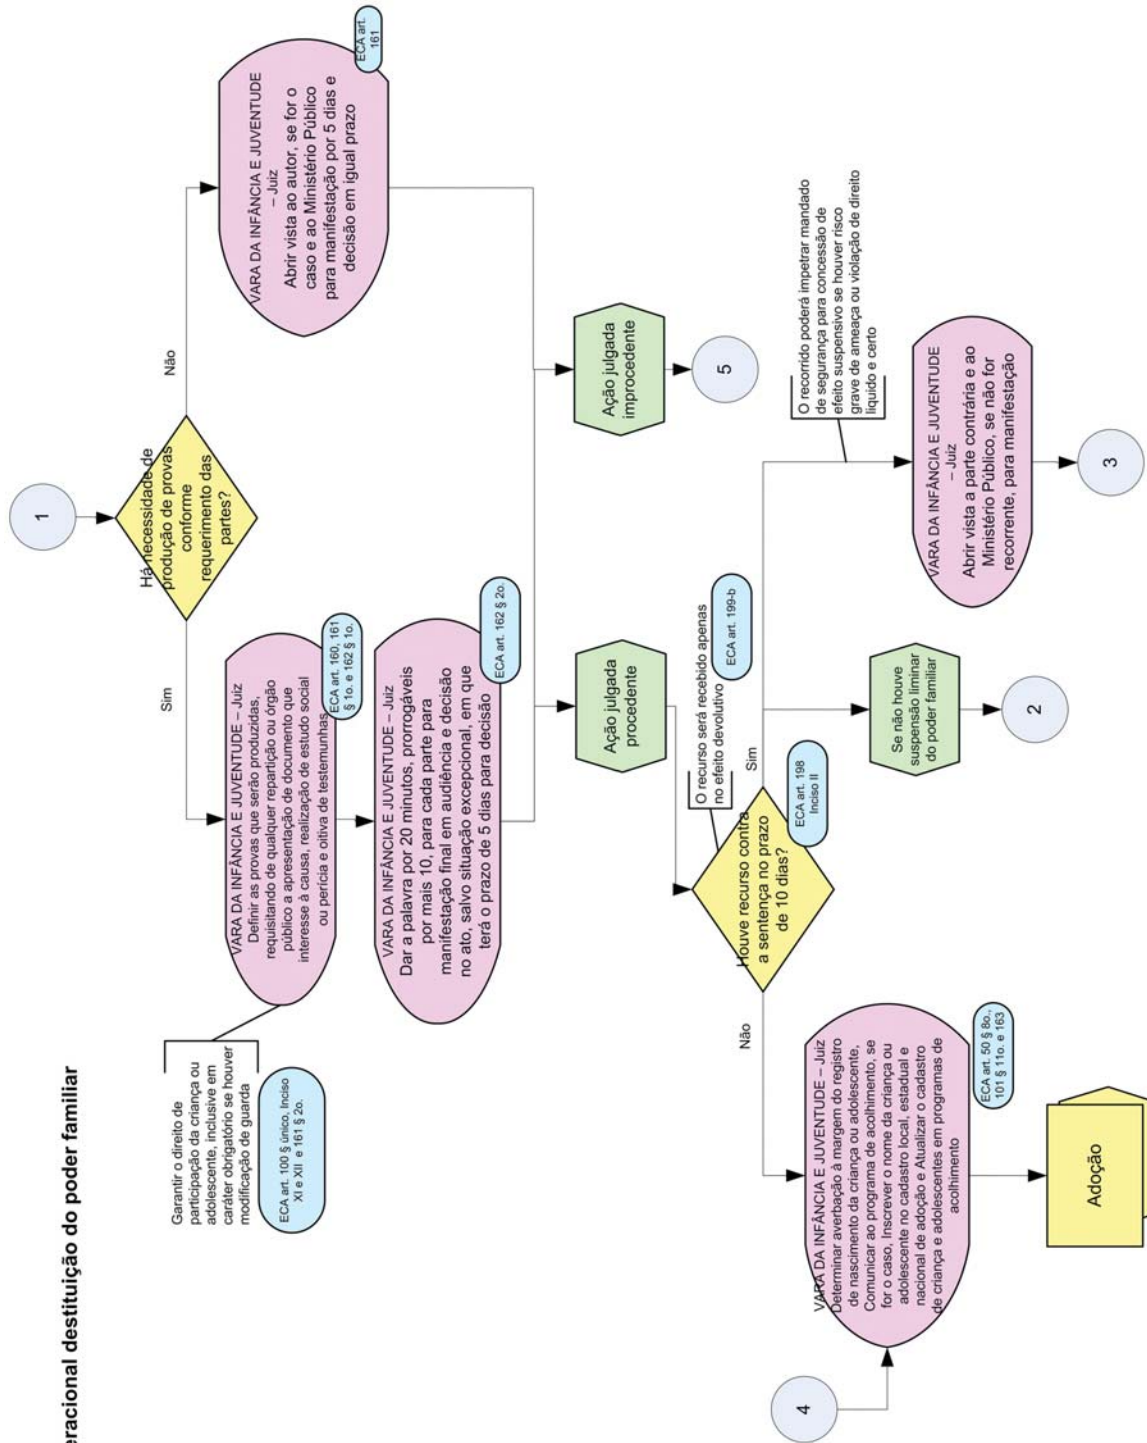 eracional destituição do poder familiar
1
Há necessidade de
produção de provas
conforme
requerimento das
partes?
Sim
Não
Garantir o direito de
participação da criança ou
adolescente, inclusive em
caráter obrigatório se houver
modificação de guarda
ECA art. 100 § único, Inciso
XI e XII e 161 § 2o.
VARA DA INFÂNCIA E JUVENTUDE – Juiz
Definir as provas que serão produzidas,
requisitando de qualquer repartição ou órgão
público a apresentação de documento que
interesse à causa, realização de estudo social
ou perícia e oitiva de testemunhas
ECA art. 160, 161
§ 1o. e 162 § 1o.
VARA DA INFÂNCIA E JUVENTUDE
– Juiz
Abrir vista ao autor, se for o
caso e ao Ministério Público
para manifestação por 5 dias e
decisão em igual prazo
ECA art.
161
VARA DA INFÂNCIA E JUVENTUDE – Juiz
Dar a palavra por 20 minutos, prorrogáveis
por mais 10, para cada parte para
manifestação final em audiência e decisão
no ato, salvo situação excepcional, em que
terá o prazo de 5 dias para decisão
ECA art. 162 § 2o.
Ação julgada
procedente
Ação julgada
improcedente
5
O recurso será recebido apenas
no efeito devolutivo
ECA art. 199-b
Houve recurso contra
a sentença no prazo
de 10 dias?
ECA art. 198
Inciso II
Não
Sim
O recorrido poderá impetrar mandado
de segurança para concessão de
efeito suspensivo se houver risco
grave de ameaça ou violação de direito
liquido e certo
4
VARA DA INFÂNCIA E JUVENTUDE – Juiz
Determinar averbação à margem do registro
de nascimento da criança ou adolescente,
Comunicar ao programa de acolhimento, se
for o caso, Inscrever o nome da criança ou
adolescente no cadastro local, estadual e
nacional de adoção e Atualizar o cadastro
de criança e adolescentes em programas de
acolhimento
ECA art. 50 § 8o.,
101 § 11o. e 163
Se não houve
suspensão liminar
do poder familiar
2
VARA DA INFÂNCIA E JUVENTUDE
– Juiz
Abrir vista a parte contrária e ao
Ministério Público, se não for
recorrente, para manifestação
3
Adoção